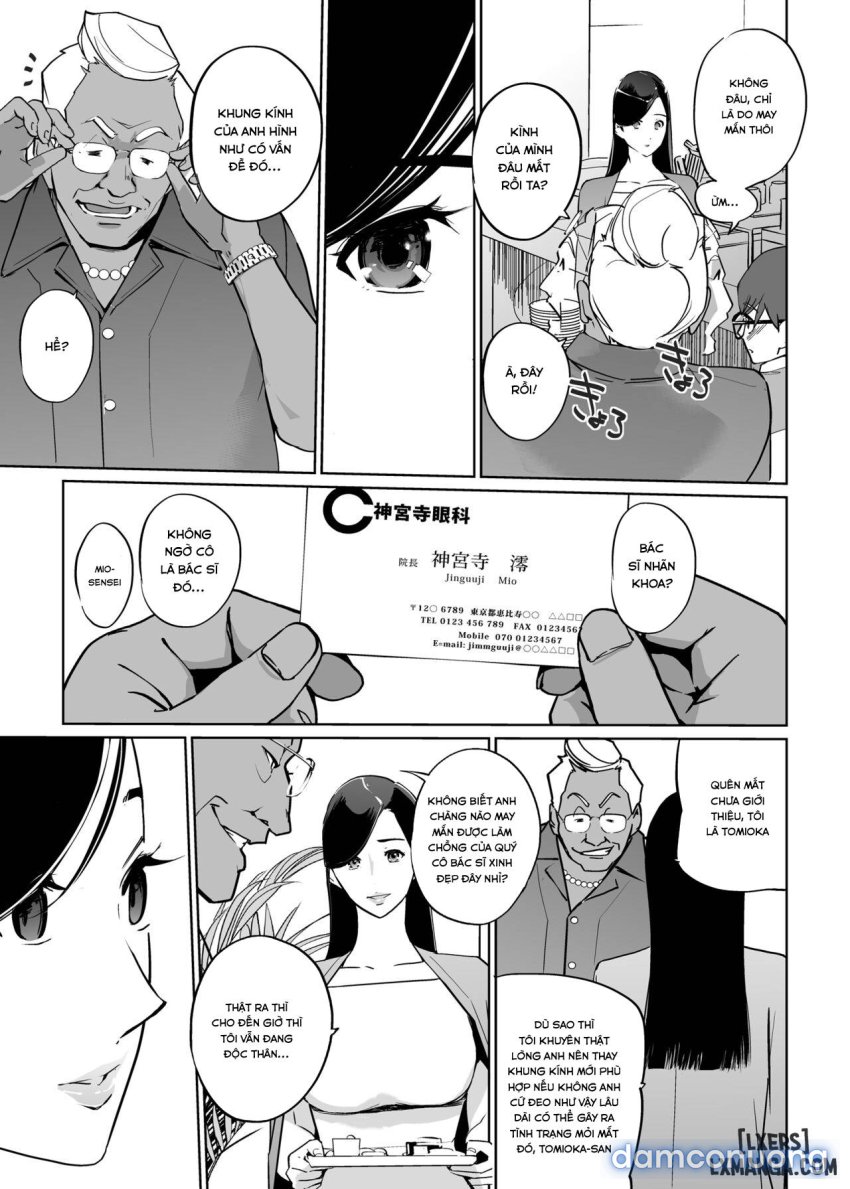 KHÔNG
ĐÂU, CHỈ
LÀ DO MAY
MẮN THÔI
ỪM...
KÍNH
CỦA MÌNH
ĐÂU MẤT
RỒI TA?
À, ĐÂY
RỒI!
きょろ
きょろ
KHUNG KÍNH
CỦA ANH HÌNH
NHƯ CÓ VẤN
ĐỀ ĐÓ...
HỂ?
BÁC
SĨ NHÃN
KHOA?
神宮寺眼科
院長 神宮寺 澪
Jinguuji Mio
〒12○ 6789 東京都恵比寿○○ △△□□
TEL 0123 456 789 FAX 01234567
Mobile 070 01234567
E-mail: jimmguuji@○○△△□□
KHÔNG
NGỜ CÔ
LÀ BÁC SĨ
ĐÓ...
MIO-
SENSEI
QUÊN MẤT
CHƯA GIỚI
THIỆU, TÔI
LÀ TOMIOKA
DÙ SAO THÌ
TÔI KHUYÊN THẬT
LÒNG ANH NÊN THAY
KHUNG KÍNH MỚI PHÙ
HỢP NẾU KHÔNG ANH
CỨ ĐEO NHƯ VẬY LÂU
DÀI CÓ THỂ GÂY RA
TÌNH TRẠNG MỎI MẮT
ĐÓ, TOMIOKA-SAN
KHÔNG BIẾT ANH
CHÀNG NÀO MAY
MẮN ĐƯỢC LÀM
CHỒNG CỦA QUÝ
CÔ BÁC SĨ XINH
ĐẸP ĐÂY NHỈ?
THẬT RA THÌ
CHO ĐẾN GIỜ THÌ
TÔI VẪN ĐANG
ĐỘC THÂN...
[LXERS]
damconuong
LXMANGA.COM